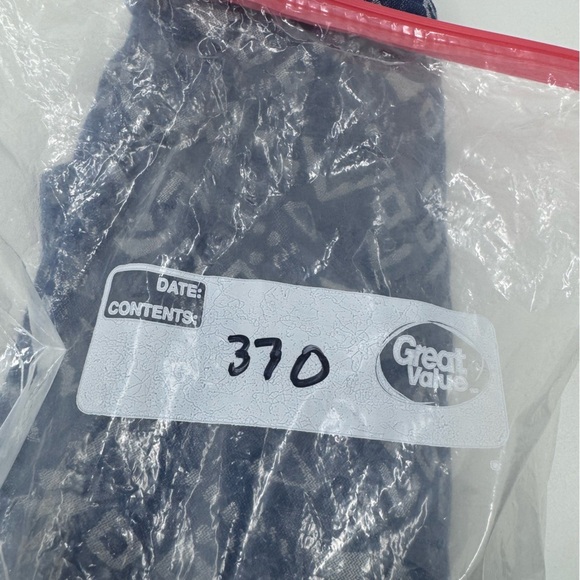 DATE:
CONTENTS:
370
Great
Value